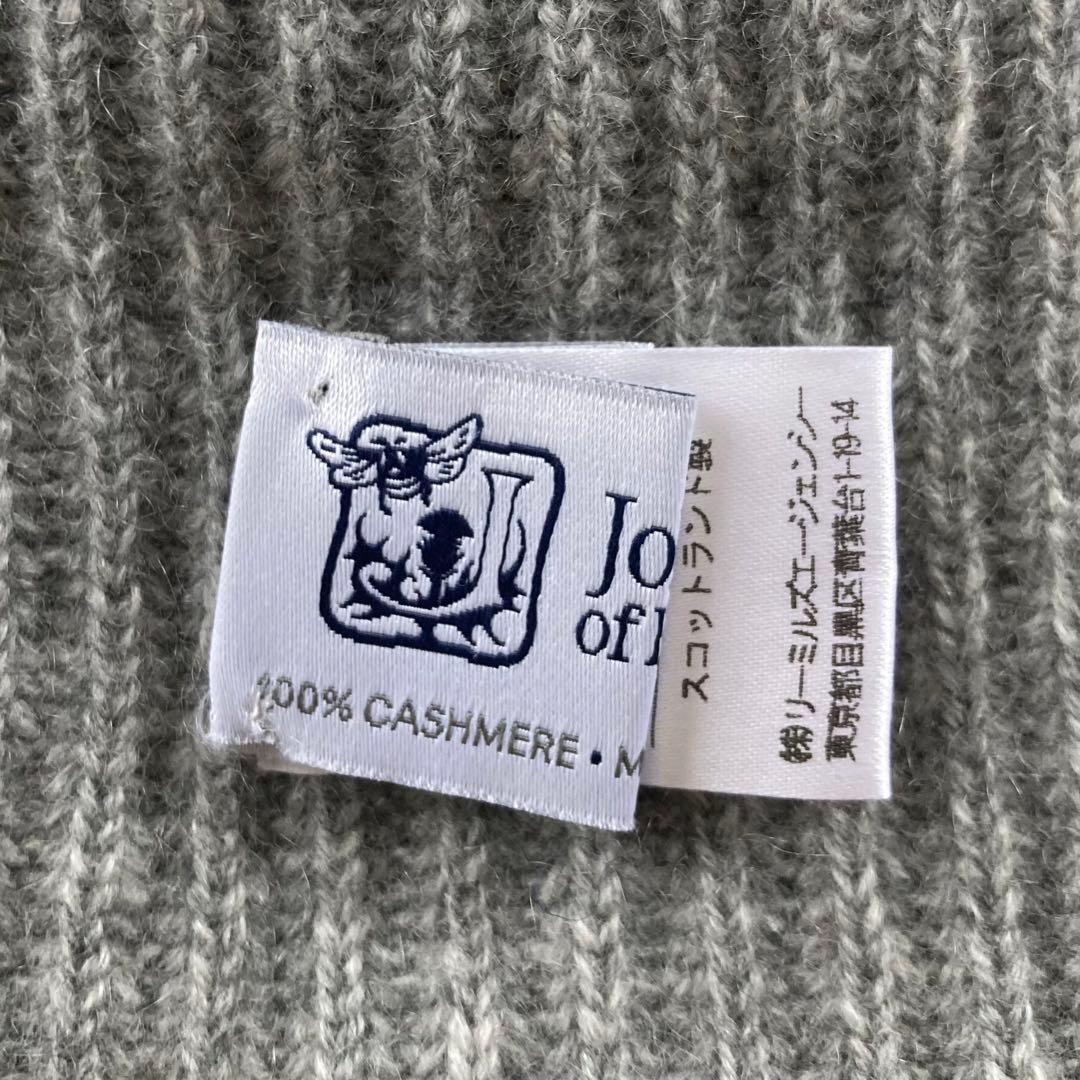 Jo
of
100% CASHMERE • M
スコットランド製
㈱リーミルズエージェンシー
東京都目黒区青葉台1-19-14